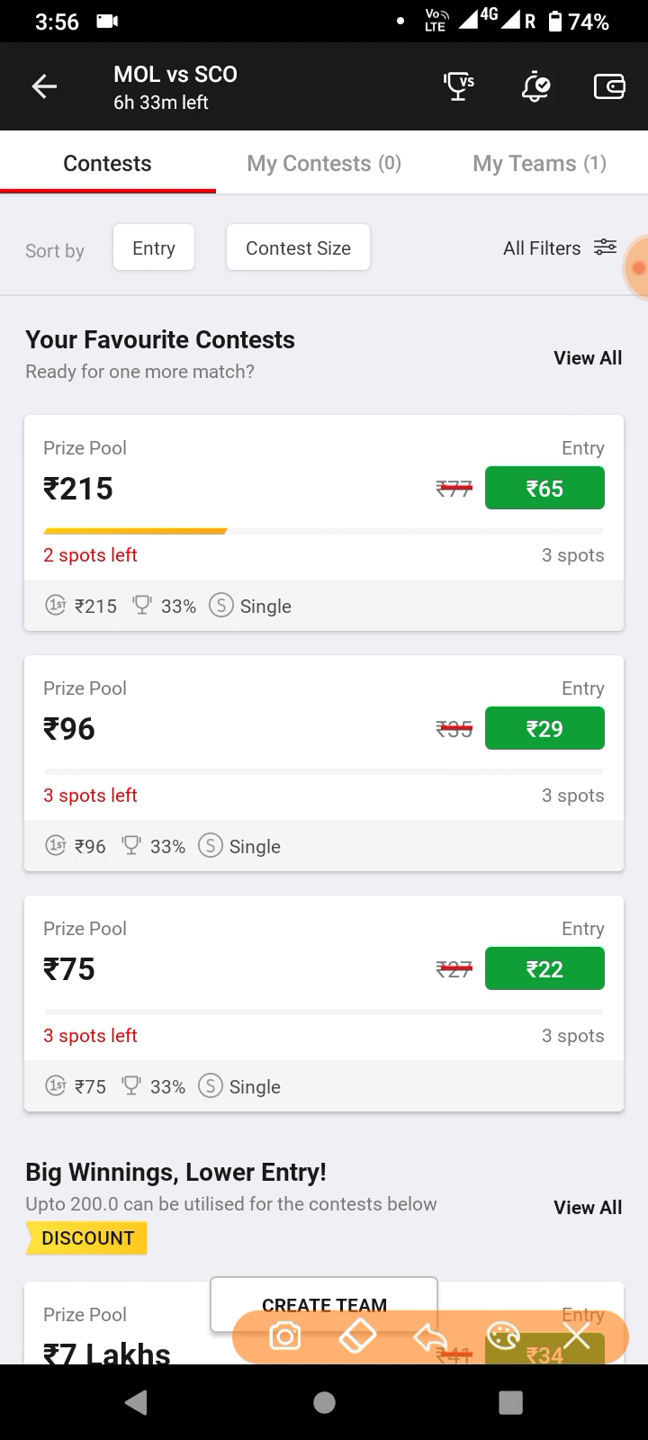 3:56
Vo LTE 4G R 74%
MOL vs SCO
VS
6h 33m left
Contests My Contests (0) My Teams (1)
Sort by Entry Contest Size All Filters
Your Favourite Contests
View All
Ready for one more match?
Prize Pool Entry
₹215 ₹77 ₹65
2 spots left 3 spots
1ST ₹215 33% S Single
Prize Pool Entry
₹96 ₹35 ₹29
3 spots left 3 spots
1ST ₹96 33% S Single
Prize Pool Entry
₹75 ₹27 ₹22
3 spots left 3 spots
1ST ₹75 33% S Single
Big Winnings, Lower Entry!
Upto 200.0 can be utilised for the contests below View All
DISCOUNT
CREATE TEAM
Prize Pool Entry
₹7 Lakhs ₹41 ₹34